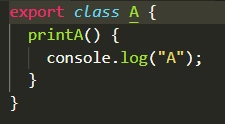 export class A {
  printA() {
    console.log("A");
  }
}